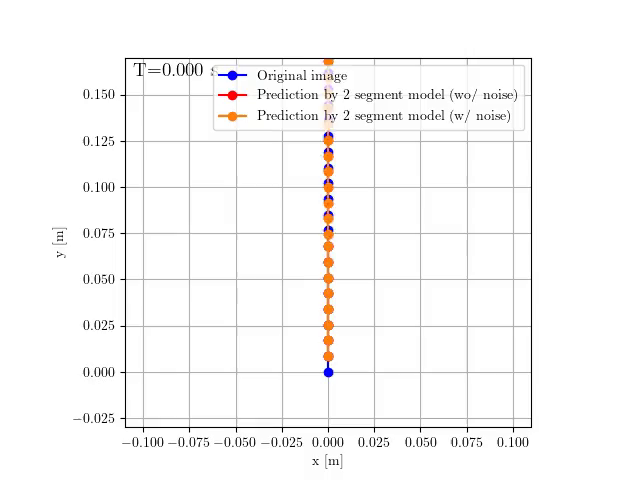 T=0.000 s
Original image
Prediction by 2 segment model (wo/ noise)
Prediction by 2 segment model (w/ noise)
0.150
0.125
0.100
0.075
0.050
0.025
0.000
−0.025
y [m]
−0.100 −0.075 −0.050 −0.025 0.000 0.025 0.050 0.075 0.100
x [m]